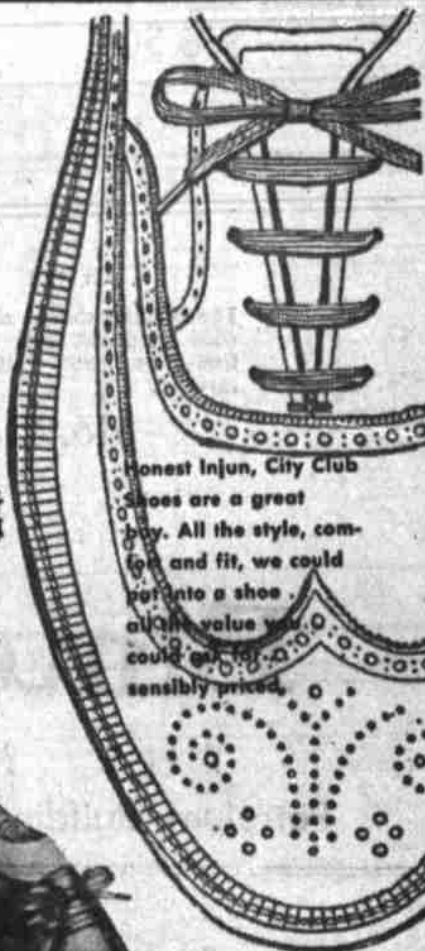 Honest Injun, City Club
Shoes are a great
buy. All the style, com-
fort and fit, we could
put into a shoe . .
all the value you
could ask for . .
sensibly priced.